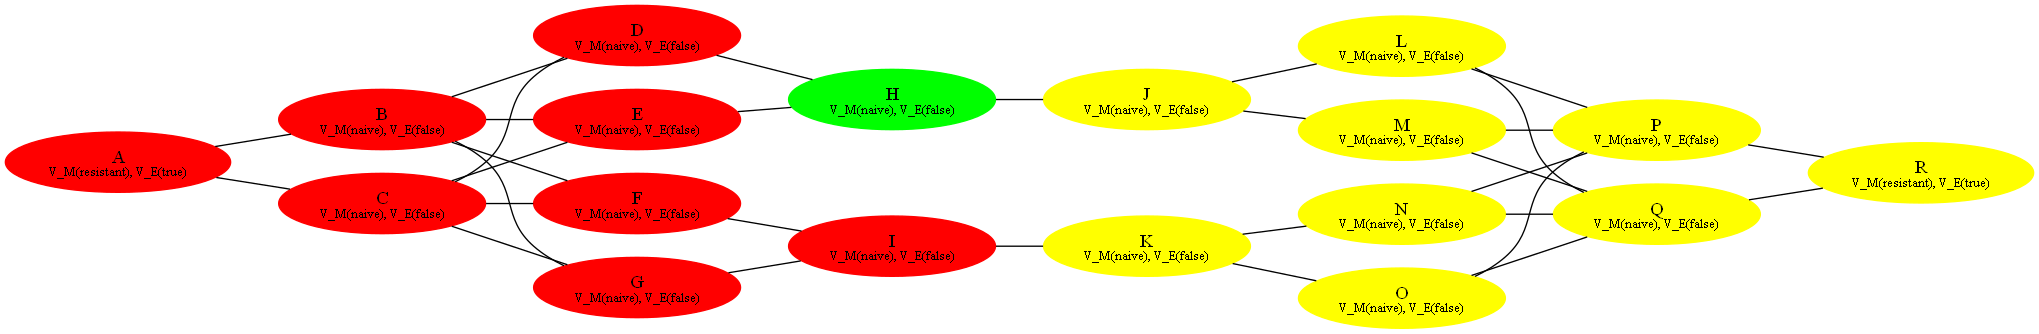 A
V_M(resistant), V_E(true)
B
V_M(naive), V_E(false)
C
V_M(naive), V_E(false)
D
V_M(naive), V_E(false)
E
V_M(naive), V_E(false)
F
V_M(naive), V_E(false)
G
V_M(naive), V_E(false)
H
V_M(naive), V_E(false)
I
V_M(naive), V_E(false)
J
V_M(naive), V_E(false)
K
V_M(naive), V_E(false)
L
V_M(naive), V_E(false)
M
V_M(naive), V_E(false)
N
V_M(naive), V_E(false)
O
V_M(naive), V_E(false)
P
V_M(naive), V_E(false)
Q
V_M(naive), V_E(false)
R
V_M(resistant), V_E(true)